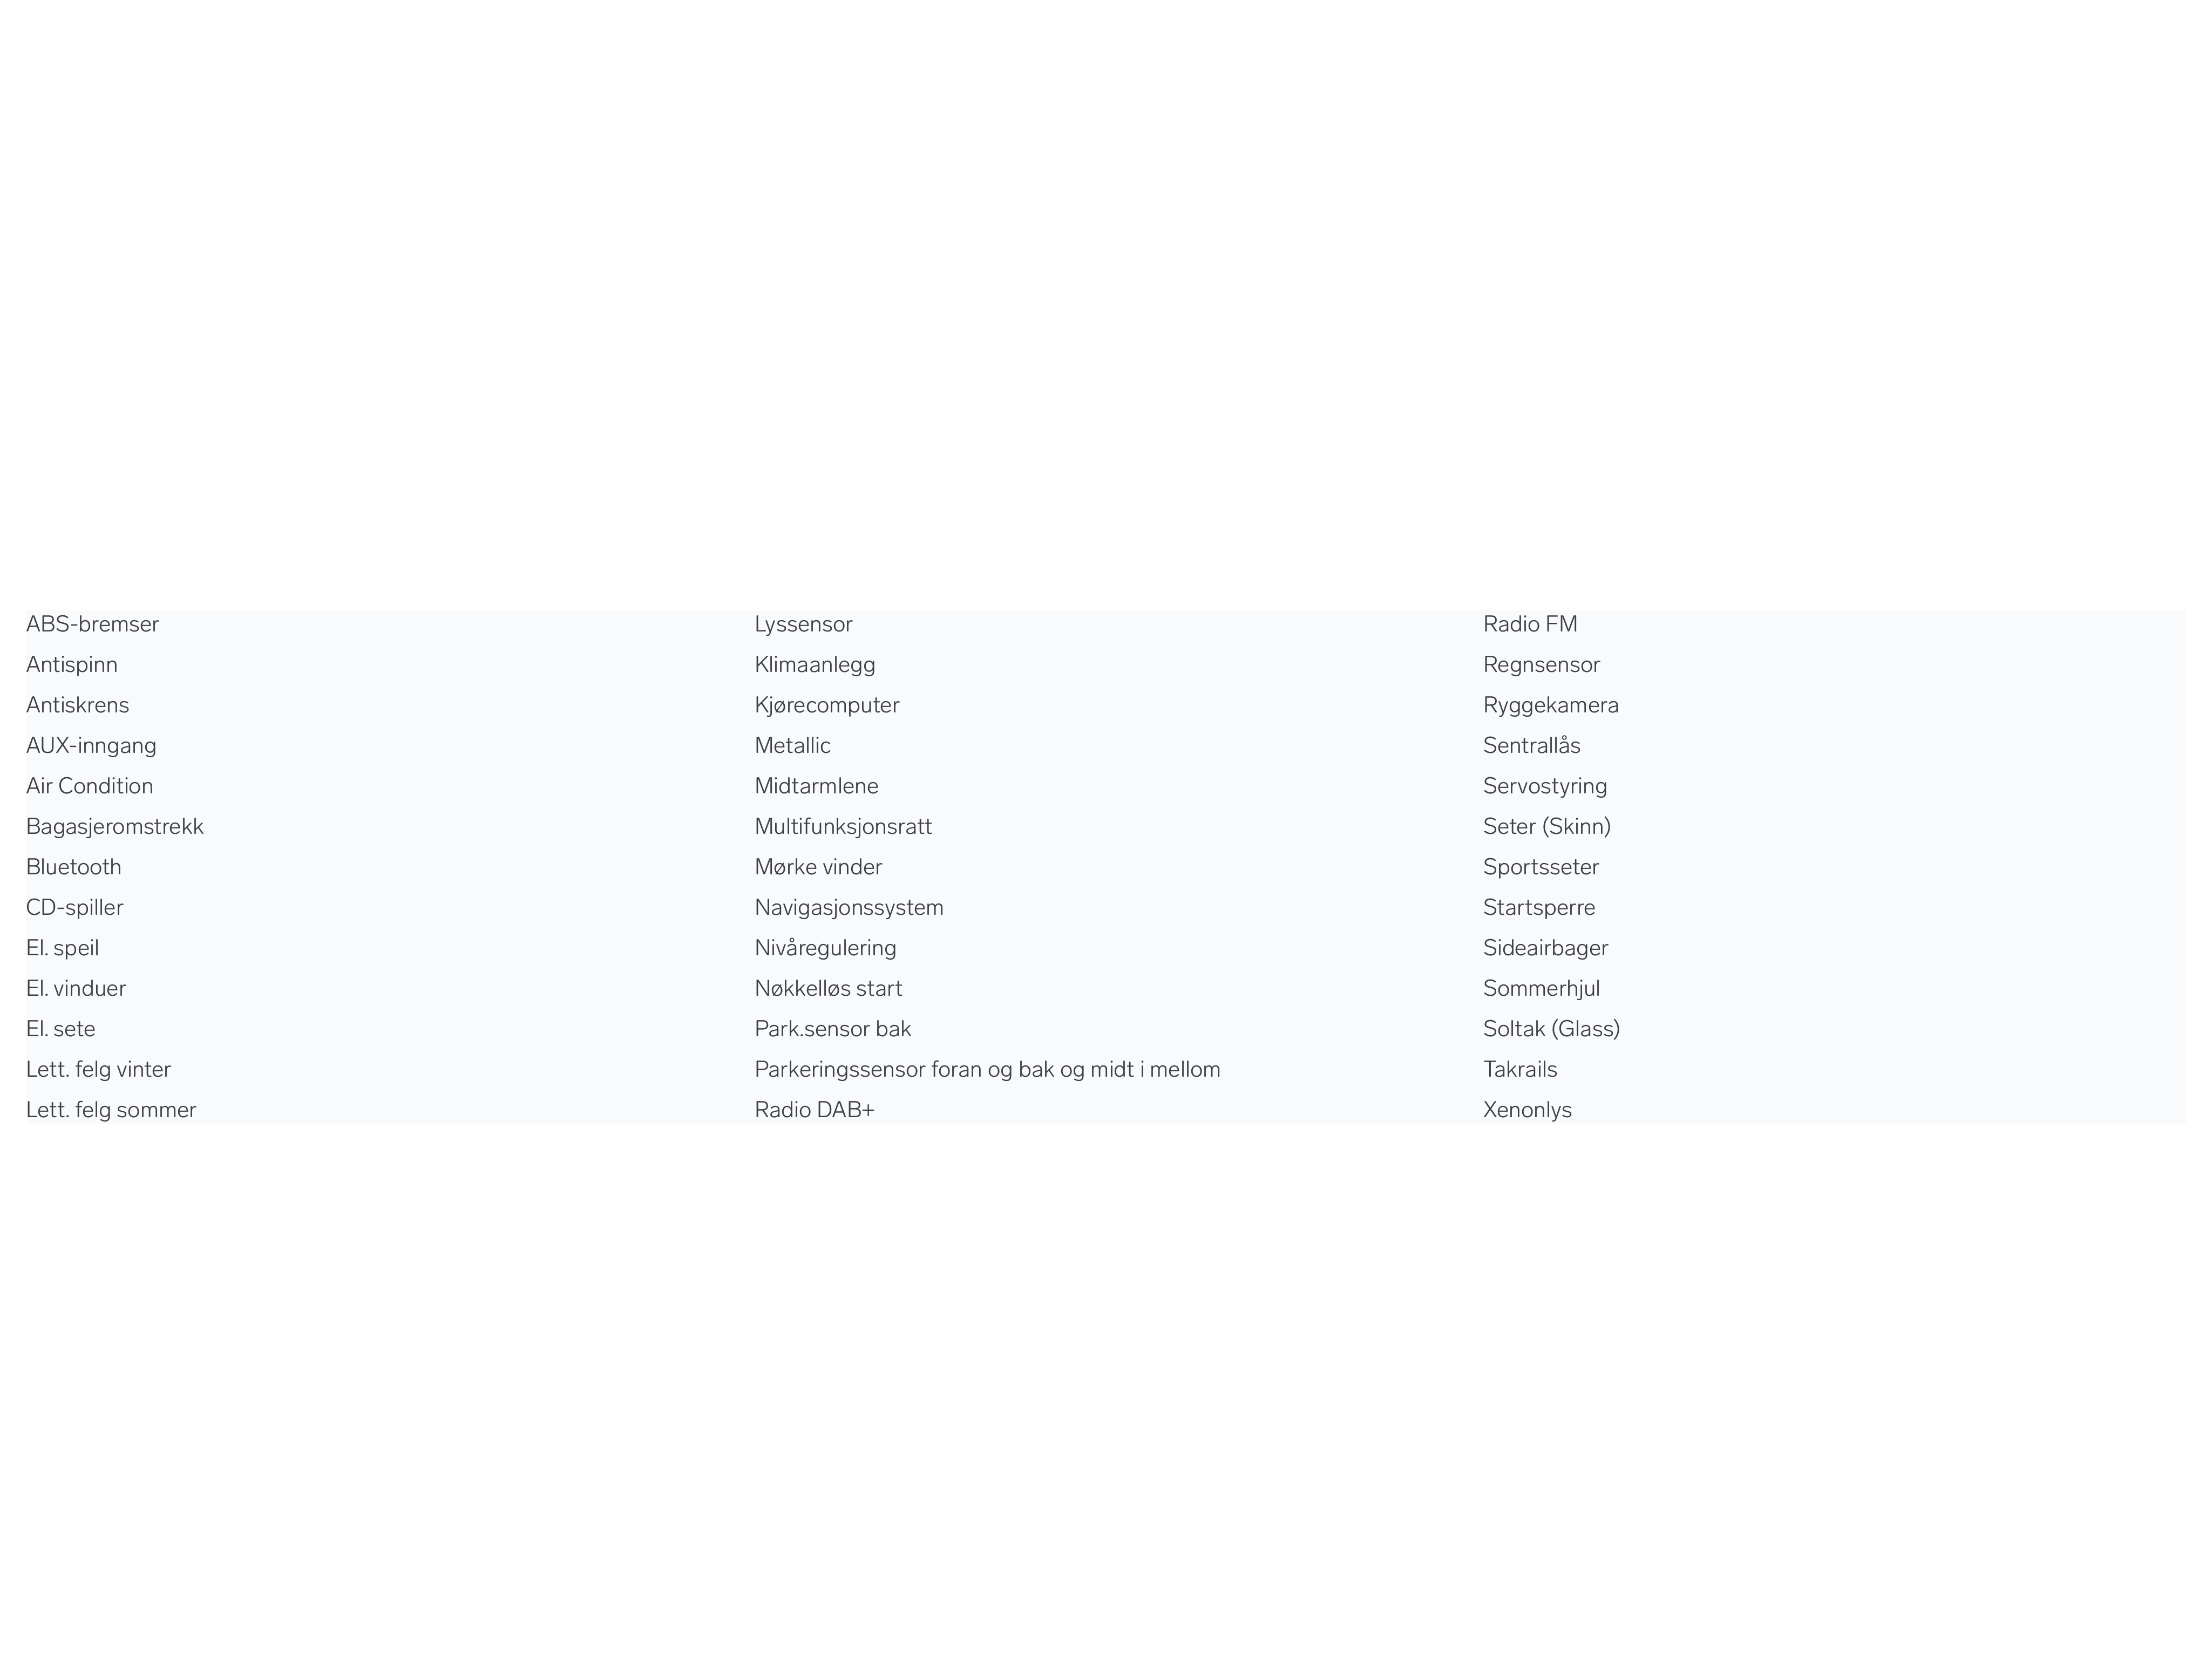 ABS-bremser
Antispinn
Antiskrens
AUX-inngang
Air Condition
Bagasjeromstrekk
Bluetooth
CD-spiller
El. speil
El. vinduer
El. sete
Lett. felg vinter
Lett. felg sommer
Lyssensor
Klimaanlegg
Kjørecomputer
Metallic
Midtarmlene
Multifunksjonsratt
Mørke vinder
Navigasjonssystem
Nivåregulering
Nøkkelløs start
Park.sensor bak
Parkeringssensor foran og bak og midt i mellom
Radio DAB+
Radio FM
Regnsensor
Ryggekamera
Sentrallås
Servostyring
Seter (Skinn)
Sportsseter
Startsperre
Sideairbager
Sommerhjul
Soltak (Glass)
Takrails
Xenonlys